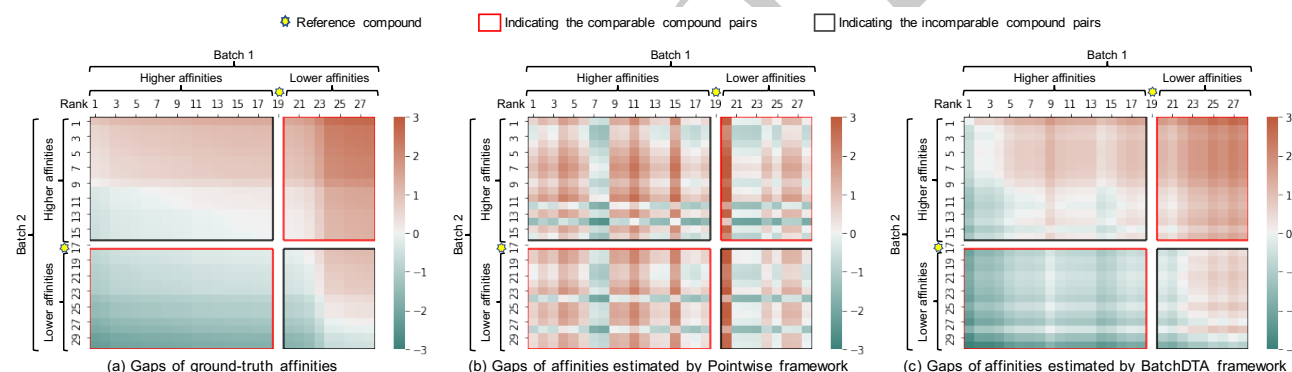 Reference compound Indicating the comparable compound pairs Indicating the incomparable compound pairs
Batch 1
Higher affinities Lower affinities
Rank 1 3 5 7 9 11 13 15 17 19 21 23 25 27
Batch 2
Higher affinities
Lower affinities
1 3 5 7 9 11 13 15 17 19 21 23 25 27 29
3 2 1 0 −1 −2 −3
(a) Gaps of ground-truth affinities
Batch 1
Higher affinities Lower affinities
Rank 1 3 5 7 9 11 13 15 17 19 21 23 25 27
Batch 2
Higher affinities
Lower affinities
1 3 5 7 9 11 13 15 17 19 21 23 25 27 29
3 2 1 0 −1 −2 −3
(b) Gaps of affinities estimated by Pointwise framework
Batch 1
Higher affinities Lower affinities
Rank 1 3 5 7 9 11 13 15 17 19 21 23 25 27
Batch 2
Higher affinities
Lower affinities
1 3 5 7 9 11 13 15 17 19 21 23 25 27 29
3 2 1 0 −1 −2 −3
(c) Gaps of affinities estimated by BatchDTA framework